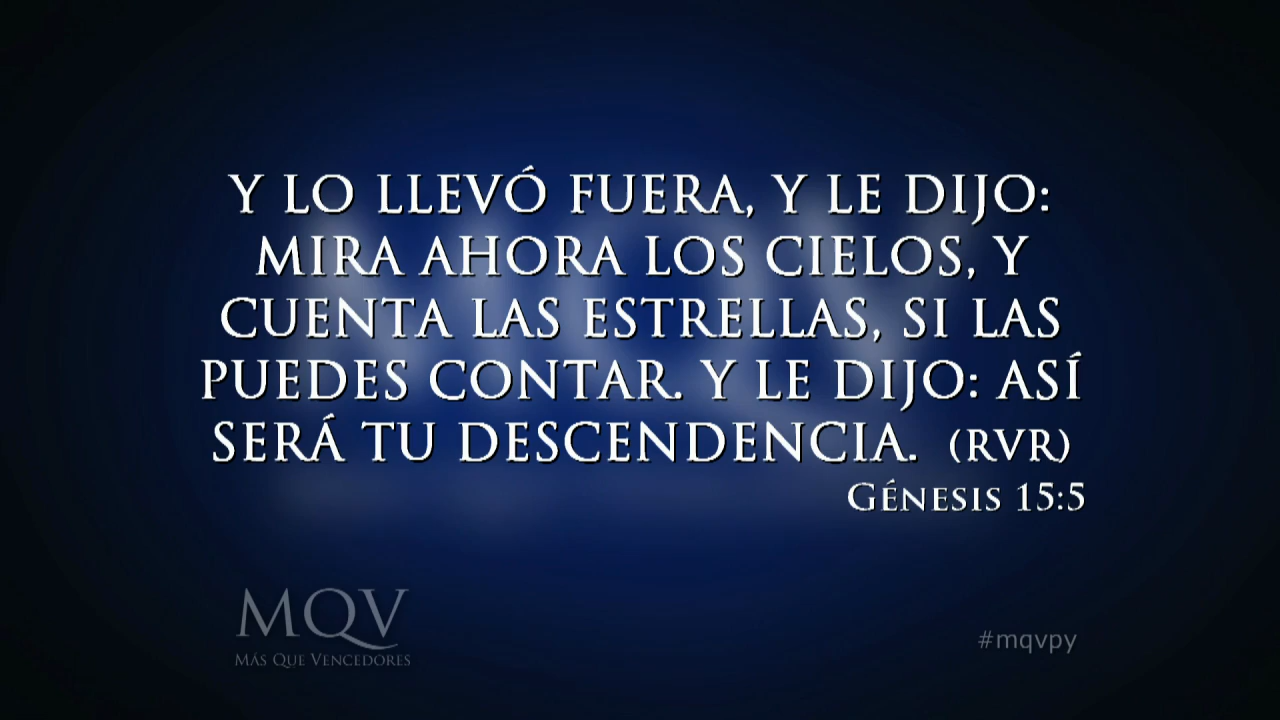 Y LO LLEVÓ FUERA, Y LE DIJO:
MIRA AHORA LOS CIELOS, Y
CUENTA LAS ESTRELLAS, SI LAS
PUEDES CONTAR. Y LE DIJO: ASÍ
SERÁ TU DESCENDENCIA. (RVR)
GÉNESIS 15:5
MQV
MÁS QUE VENCEDORES
#mqvpy